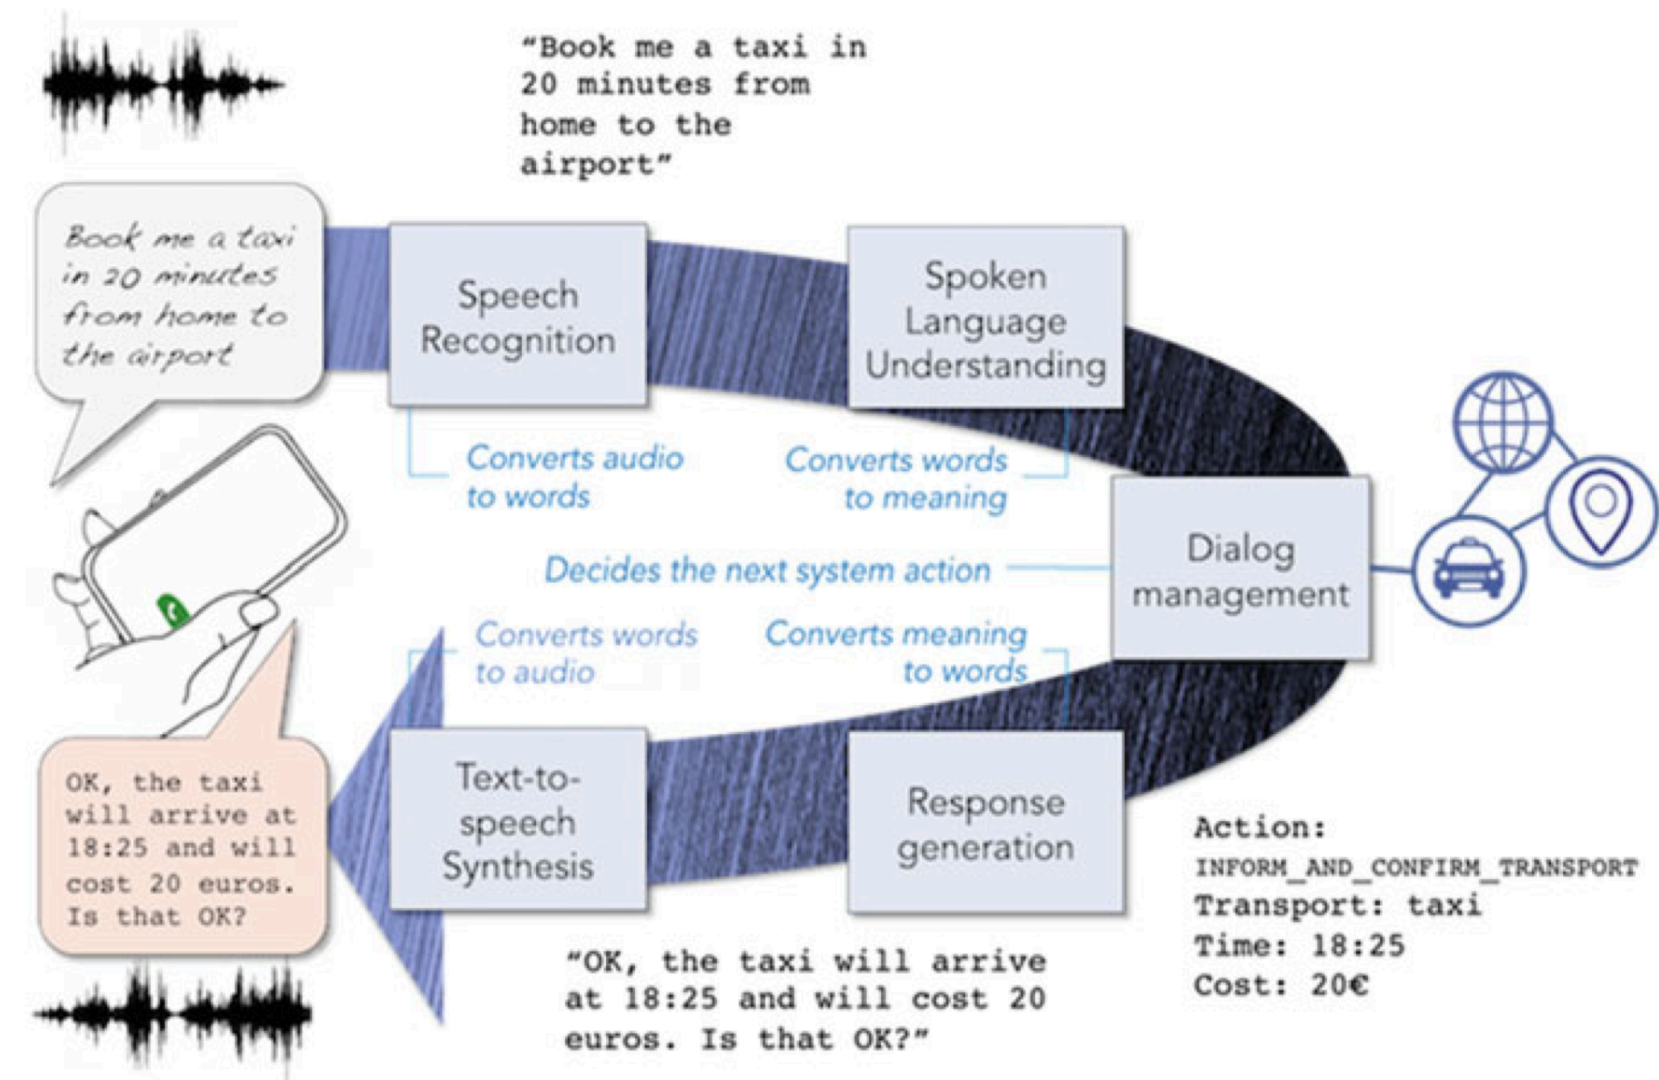 “Book me a taxi in
20 minutes from
home to the
airport”
Book me a taxi
in 20 minutes
from home to
the airport
Speech
Recognition
Spoken
Language
Understanding
Converts audio
to words
Converts words
to meaning
Dialog
management
Decides the next system action
Converts words
to audio
Converts meaning
to words
Text-to-
speech
Synthesis
Response
generation
OK, the taxi
will arrive at
18:25 and will
cost 20 euros.
Is that OK?
“OK, the taxi will arrive
at 18:25 and will cost 20
euros. Is that OK?”
Action:
INFORM_AND_CONFIRM_TRANSPORT
Transport: taxi
Time: 18:25
Cost: 20€